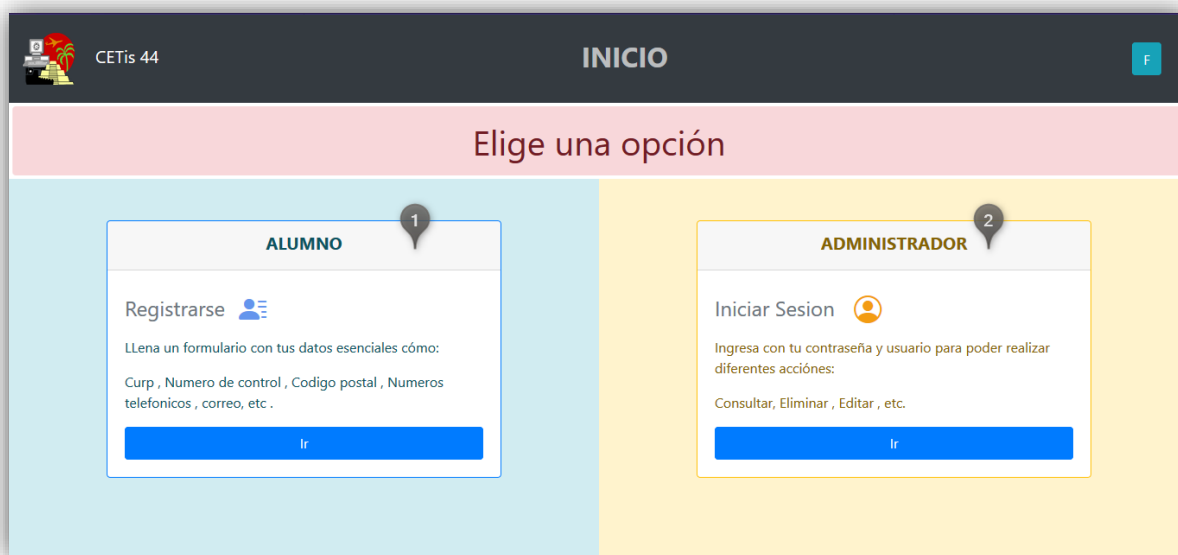 CETis 44
INICIO
F
Elige una opción
1
ALUMNO
Registrarse
LLena un formulario con tus datos esenciales cómo:
Curp , Numero de control , Codigo postal , Numeros
telefonicos , correo, etc .
Ir
2
ADMINISTRADOR
Iniciar Sesion
Ingresa con tu contraseña y usuario para poder realizar
diferentes acciónes:
Consultar, Eliminar , Editar , etc.
Ir